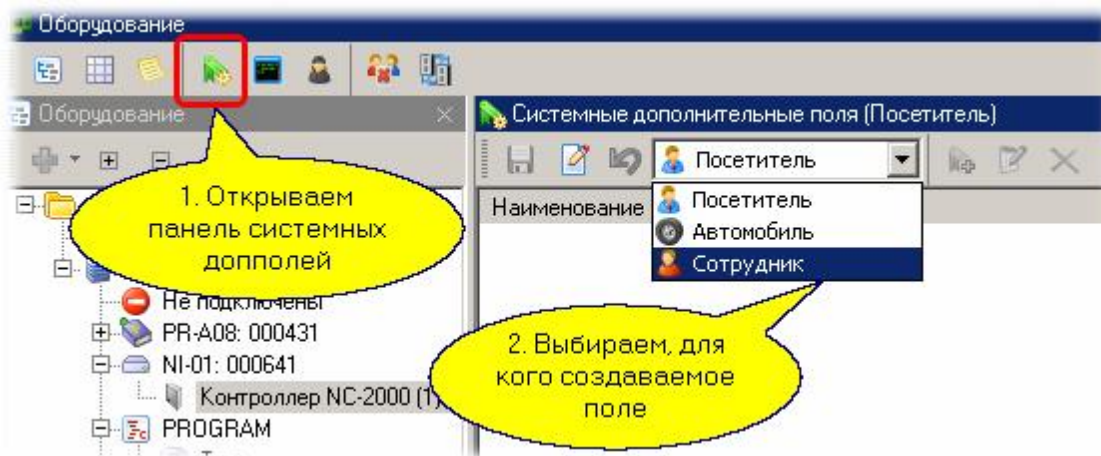 Оборудование
Оборудование
Системные дополнительные поля (Посетитель)
Посетитель
Наименование
Посетитель
Автомобиль
Сотрудник
1. Открываем
панель системных
допполей
Не подключены
PR-A08: 000431
NI-01: 000641
Контроллер NC-2000 (1)
PROGRAM
2. Выбираем, для
кого создаваемое
поле